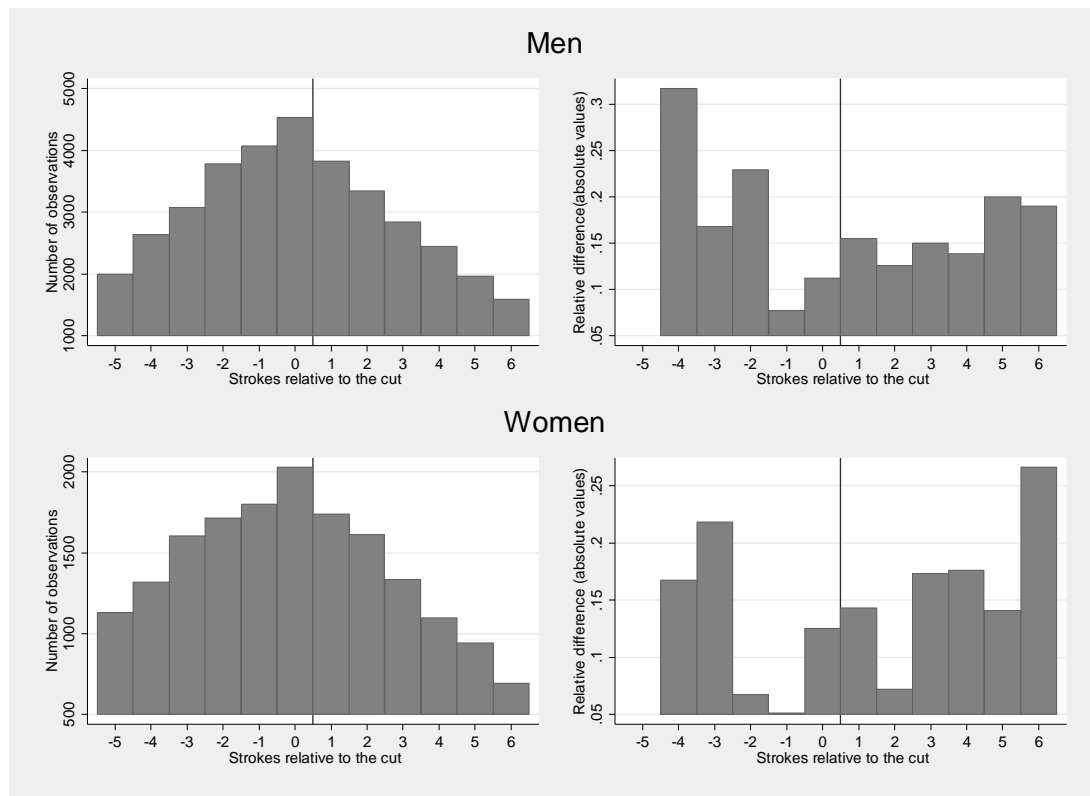 Men
Number of observations
5000
4000
3000
2000
1000
-5 -4 -3 -2 -1 0 1 2 3 4 5 6
Strokes relative to the cut
Relative difference(absolute values)
.3
.25
.2
.15
.1
.05
-5 -4 -3 -2 -1 0 1 2 3 4 5 6
Strokes relative to the cut
Women
Number of observations
2000
1500
1000
500
-5 -4 -3 -2 -1 0 1 2 3 4 5 6
Strokes relative to the cut
Relative difference (absolute values)
.25
.2
.15
.1
.05
-5 -4 -3 -2 -1 0 1 2 3 4 5 6
Strokes relative to the cut